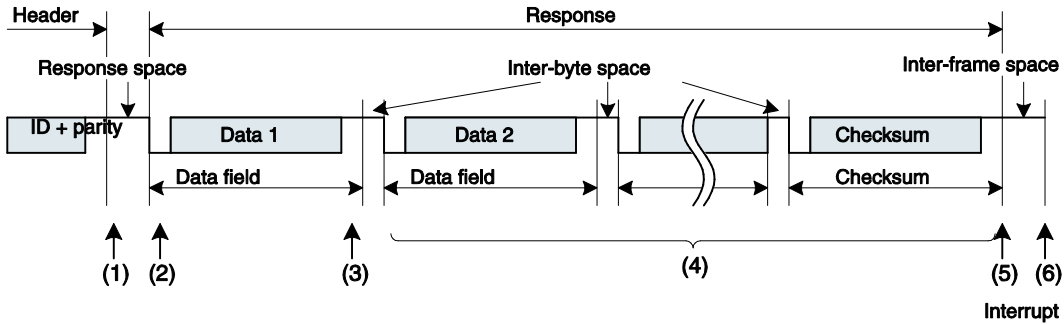 Header
Response
Response space
Inter-byte space
Inter-frame space
ID + parity
Data 1
Data 2
Checksum
Data field
Data field
Checksum
(1)
(2)
(3)
(4)
(5)
(6)
Interrupt